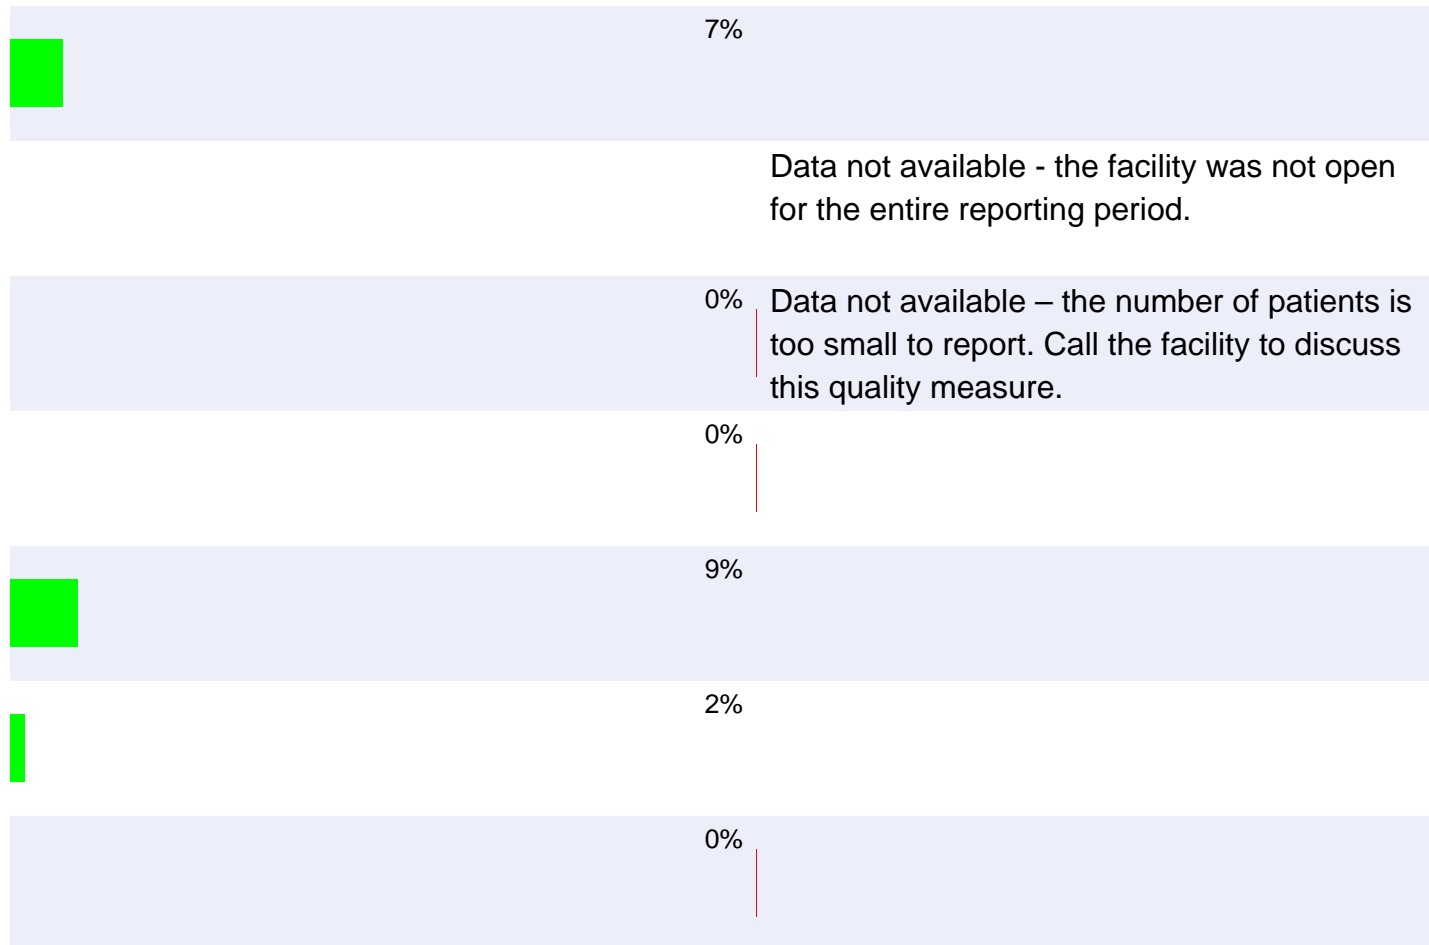 7%
Data not available - the facility was not open
for the entire reporting period.
0%
Data not available – the number of patients is
too small to report. Call the facility to discuss
this quality measure.
0%
9%
2%
0%